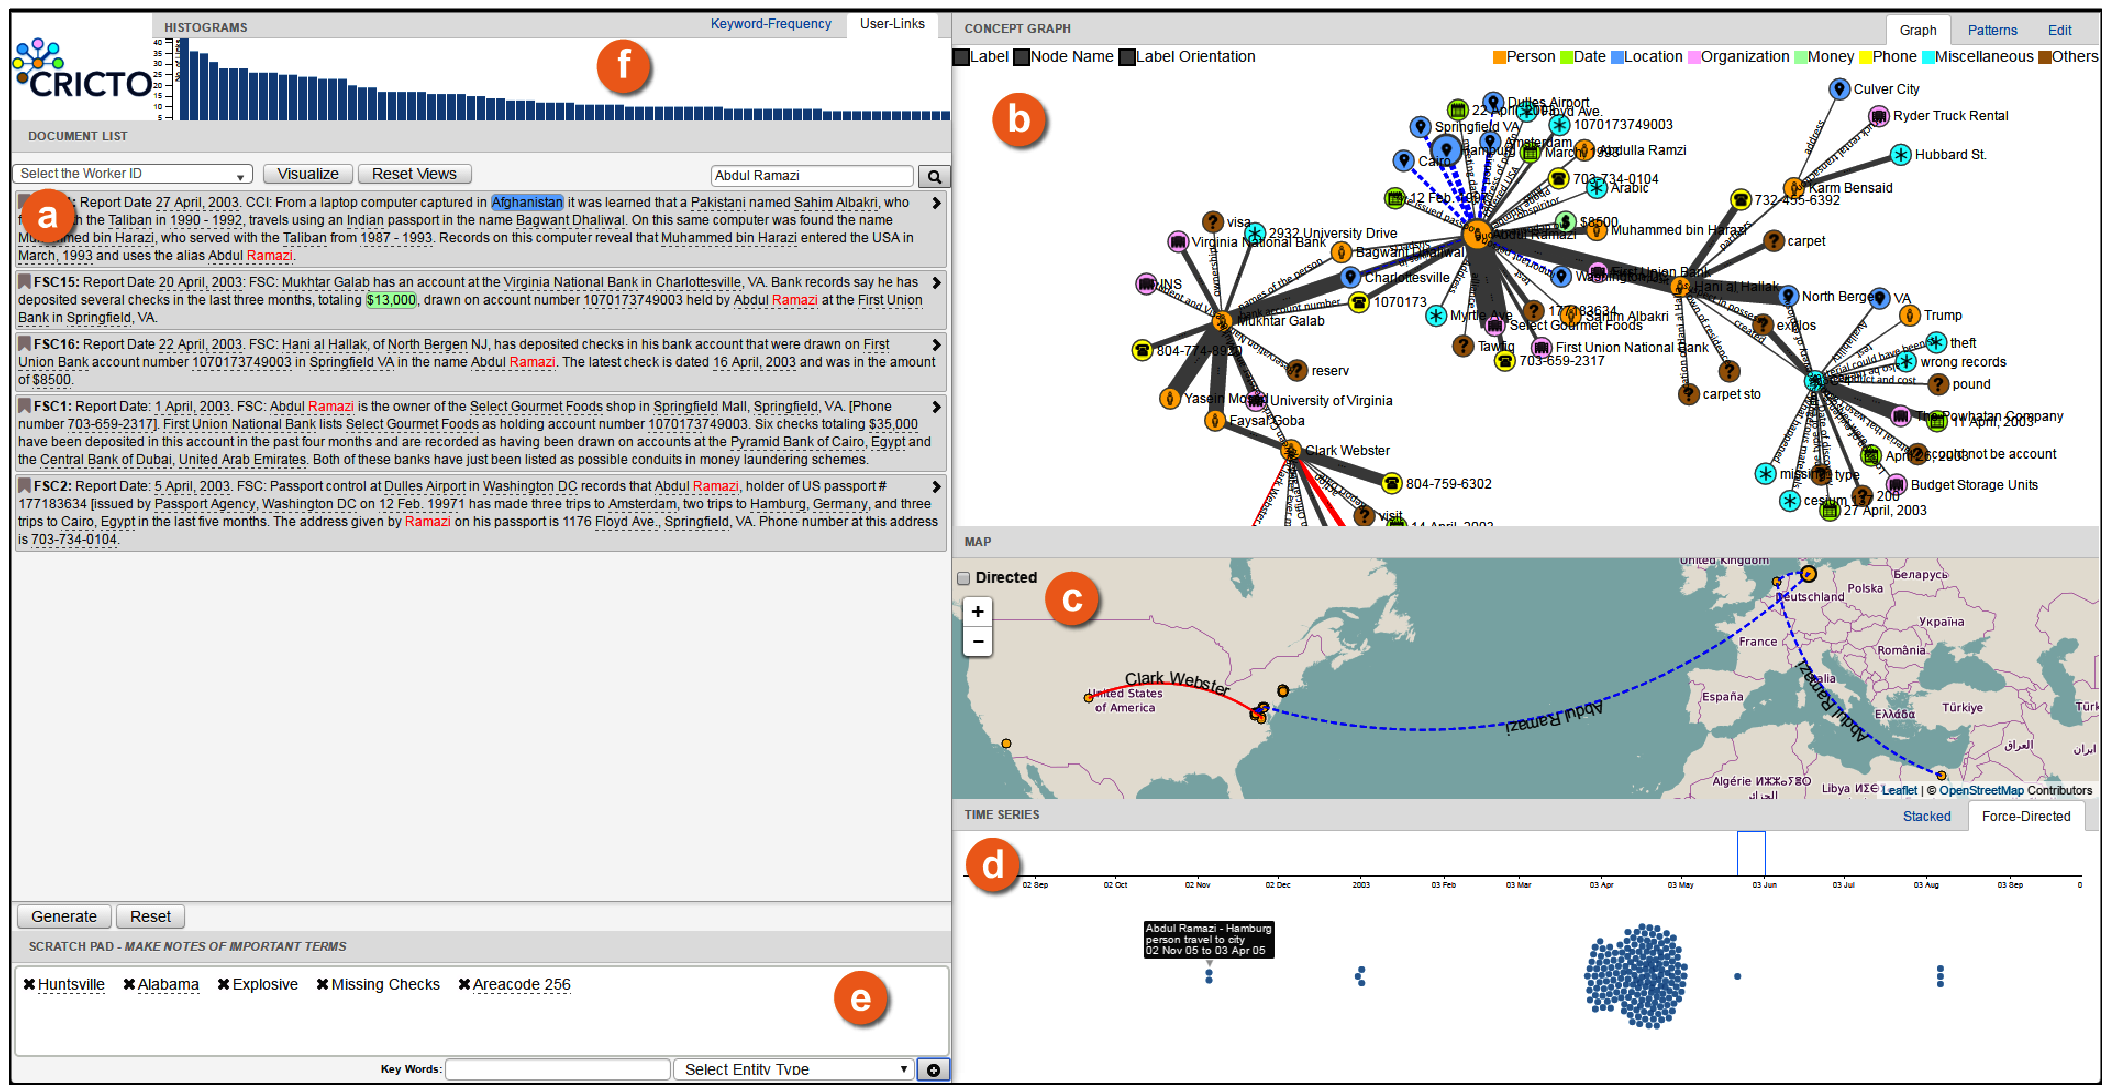 HISTOGRAMS
Keyword-Frequency
User-Links
CRICTO
40
35
30
25
20
15
10
5
f
DOCUMENT LIST
Select the Worker ID
Visualize
Reset Views
Abdul Ramazi
a
Report Date 27 April, 2003. CCI: From a laptop computer captured in Afghanistan it was learned that a Pakistani named Sahim Albakri, who
the Taliban in 1990 - 1992, travels using an Indian passport in the name Bagwant Dhaliwal. On this same computer was found the name
Muhammed bin Harazi, who served with the Taliban from 1987 - 1993. Records on this computer reveal that Muhammed bin Harazi entered the USA in
March, 1993 and uses the alias Abdul Ramazi.
FSC15: Report Date 20 April, 2003: FSC: Mukhtar Galab has an account at the Virginia National Bank in Charlottesville, VA. Bank records say he has
deposited several checks in the last three months, totaling $13,000, drawn on account number 1070173749003 held by Abdul Ramazi at the First Union
Bank in Springfield, VA.
FSC16: Report Date 22 April, 2003: FSC: Hani al Hallak, of North Bergen NJ, has deposited checks in his bank account that were drawn on First
Union Bank account number 1070173749003 in Springfield VA in the name Abdul Ramazi. The latest check is dated 16 April, 2003 and was in the amount
of $8500.
FSC1: Report Date: 1 April, 2003. FSC: Abdul Ramazi is the owner of the Select Gourmet Foods shop in Springfield Mall, Springfield, VA. [Phone
number 703-659-2317]. First Union National Bank lists Select Gourmet Foods as holding account number 1070173749003. Six checks totaling $35,000
have been deposited in this account in the past four months and are recorded as having been drawn on accounts at the Pyramid Bank of Cairo, Egypt and
the Central Bank of Dubai, United Arab Emirates. Both of these banks have just been listed as possible conduits in money laundering schemes.
FSC2: Report Date: 5 April, 2003. FSC: Passport control at Dulles Airport in Washington DC records that Abdul Ramazi, holder of US passport #
177183634 [issued by Passport Agency, Washington DC on 12 Feb. 19971 has made three trips to Amsterdam, two trips to Hamburg, Germany, and three
trips to Cairo, Egypt in the last five months. The address given by Ramazi on his passport is 1176 Floyd Ave., Springfield, VA. Phone number at this address
is 703-734-0104.
Generate
Reset
SCRATCH PAD - MAKE NOTES OF IMPORTANT TERMS
Huntsville
Alabama
Explosive
Missing Checks
Areacode 256
e
Key Words:
Select Entity Type
CONCEPT GRAPH
Graph
Patterns
Edit
Label
Node Name
Label Orientation
Person
Date
Location
Organization
Money
Phone
Miscellaneous
Others
b
Culver City
Ryder Truck Rental
Hubbard St.
Karm Bensaid
address
732-455-6392
partners
carpet
Dulles Airport
Springfield VA
1070173749003
Amsterdam
Hamburg
Abdulla Ramzi
Cairo
703-734-0104
Arabic
$8500
Muhammed bin Harazi
visa
2932 University Drive
Virginia National Bank
Charlottesville
INS
1070173
Mukhtar Galab
bank account number
804-774-8920
reserv
University of Virginia
Faysal Goba
Clark Webster
804-759-6302
visit
14 April, 2003
Myrtle Ave
Sahim Albakri
Select Gourmet Foods
First Union National Bank
703-659-2317
First Union Bank
Hani al Hallak
North Bergen
VA
Trump
explos
theft
wrong records
pound
carpet sto
The Powhatan Company
11 April, 2003
could not be account
Budget Storage Units
27 April, 2003
MAP
Directed
c
+
−
Clark Webster
United States
of America
Abdul Ramazi
Abdul Ramazi
United Kingdom
Polska
Беларусь
Deutschland
Україна
France
România
España
Italia
Ελλάδα
Türkiye
العراق
ایران
Leaflet | © OpenStreetMap Contributors
TIME SERIES
Stacked
Force-Directed
d
02 Sep
02 Oct
02 Nov
02 Dec
2003
03 Feb
03 Mar
03 Apr
03 May
03 Jun
03 Jul
03 Aug
03 Sep
Abdul Ramazi - Hamburg
person travel to city
02 Nov 05 to 03 Apr 05